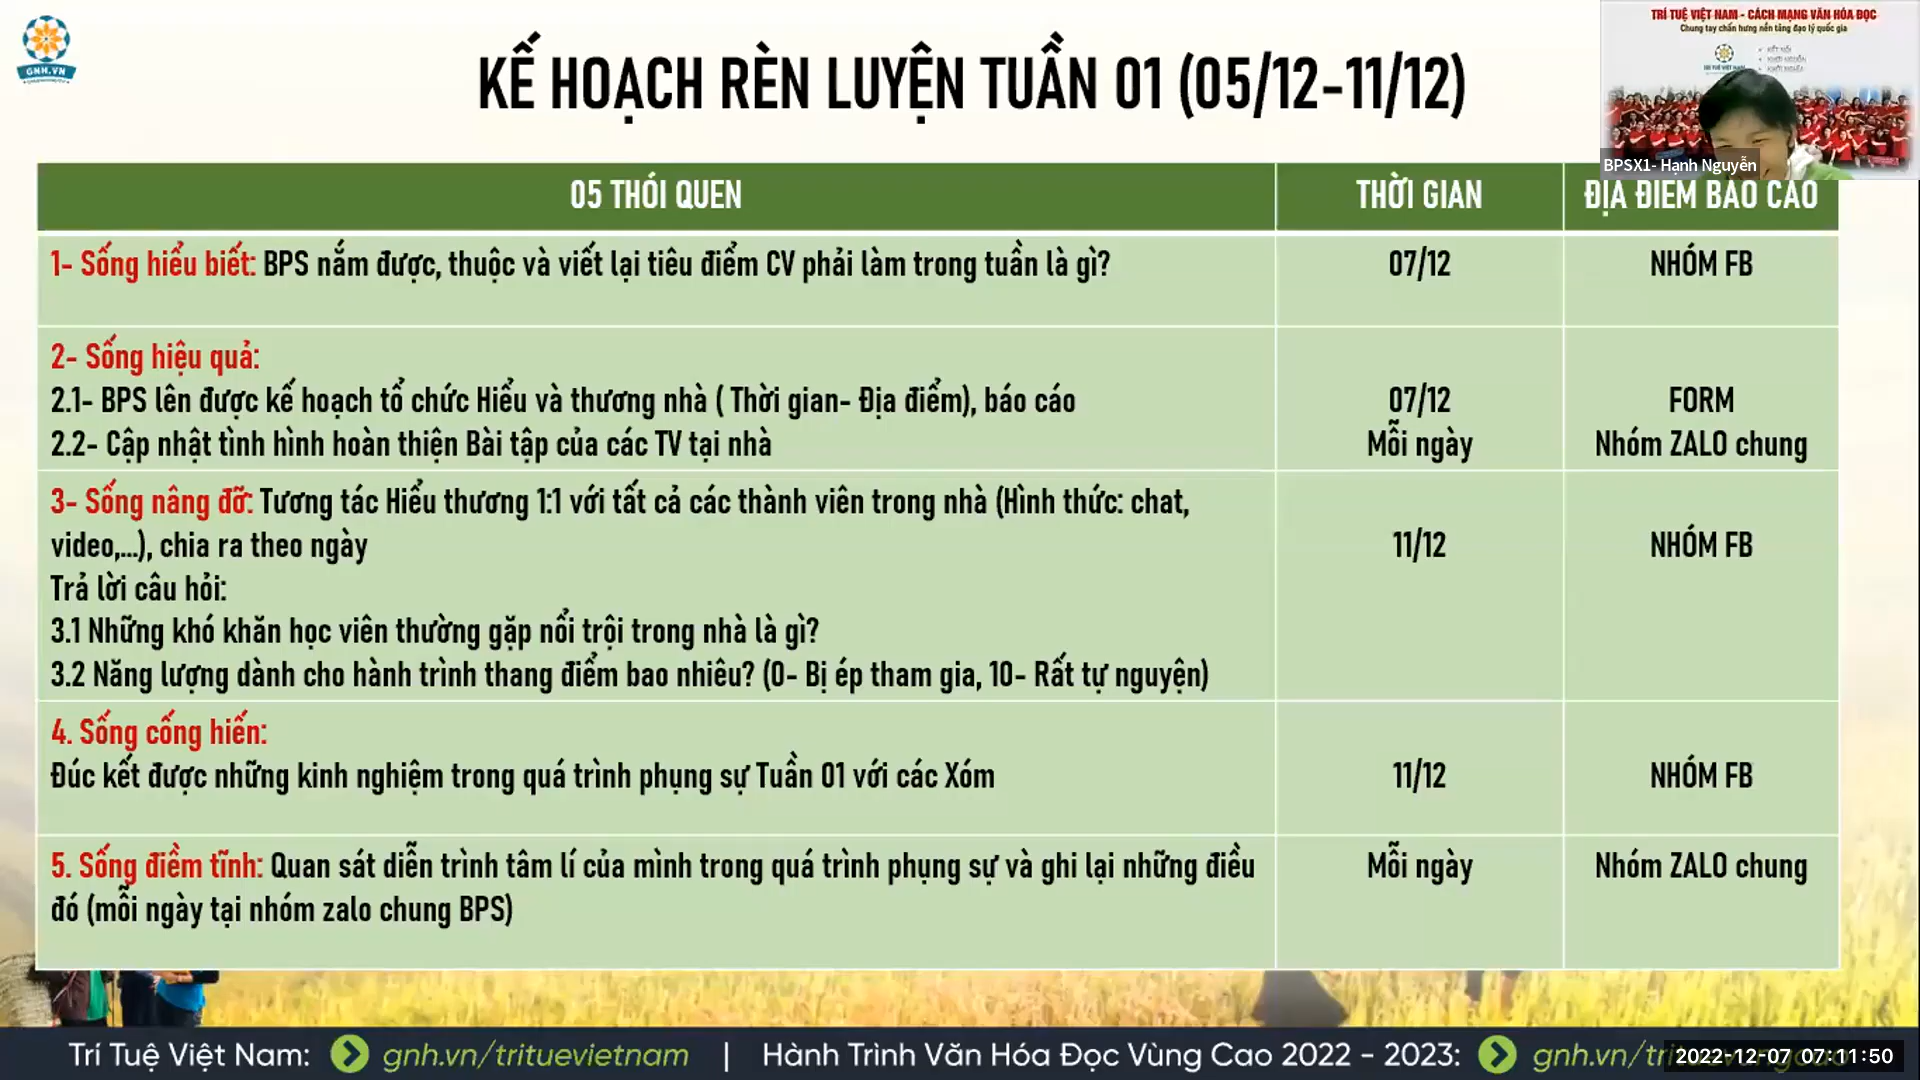 GNH.VN
KẾ HOẠCH RÈN LUYỆN TUẦN 01 (05/12-11/12)
TRÍ TUỆ VIỆT NAM - CÁCH MẠNG VĂN HÓA ĐỌC
Chung tay chấn hưng nền tảng đạo lý quốc gia
BPSX1- Hạnh Nguyễn
05 THÓI QUEN
THỜI GIAN
ĐỊA ĐIỂM BÁO CÁO
1- Sống hiểu biết: BPS nắm được, thuộc và viết lại tiêu điểm CV phải làm trong tuần là gì?
07/12
NHÓM FB
2- Sống hiệu quả:
2.1- BPS lên được kế hoạch tổ chức Hiểu và thương nhà ( Thời gian- Địa điểm), báo cáo
07/12
FORM
2.2- Cập nhật tình hình hoàn thiện Bài tập của các TV tại nhà
Mỗi ngày
Nhóm ZALO chung
3- Sống nâng đỡ: Tương tác Hiểu thương 1:1 với tất cả các thành viên trong nhà (Hình thức: chat,
video,...), chia ra theo ngày
11/12
NHÓM FB
Trả lời câu hỏi:
3.1 Những khó khăn học viên thường gặp nổi trội trong nhà là gì?
3.2 Năng lượng dành cho hành trình thang điểm bao nhiêu? (0- Bị ép tham gia, 10- Rất tự nguyện)
4. Sống cống hiến:
Đúc kết được những kinh nghiệm trong quá trình phụng sự Tuần 01 với các Xóm
11/12
NHÓM FB
5. Sống điềm tĩnh: Quan sát diễn trình tâm lí của mình trong quá trình phụng sự và ghi lại những điều
đó (mỗi ngày tại nhóm zalo chung BPS)
Mỗi ngày
Nhóm ZALO chung
Trí Tuệ Việt Nam: gnh.vn/trituevietnam | Hành Trình Văn Hóa Đọc Vùng Cao 2022 - 2023:
2022-12-07 07:11:50